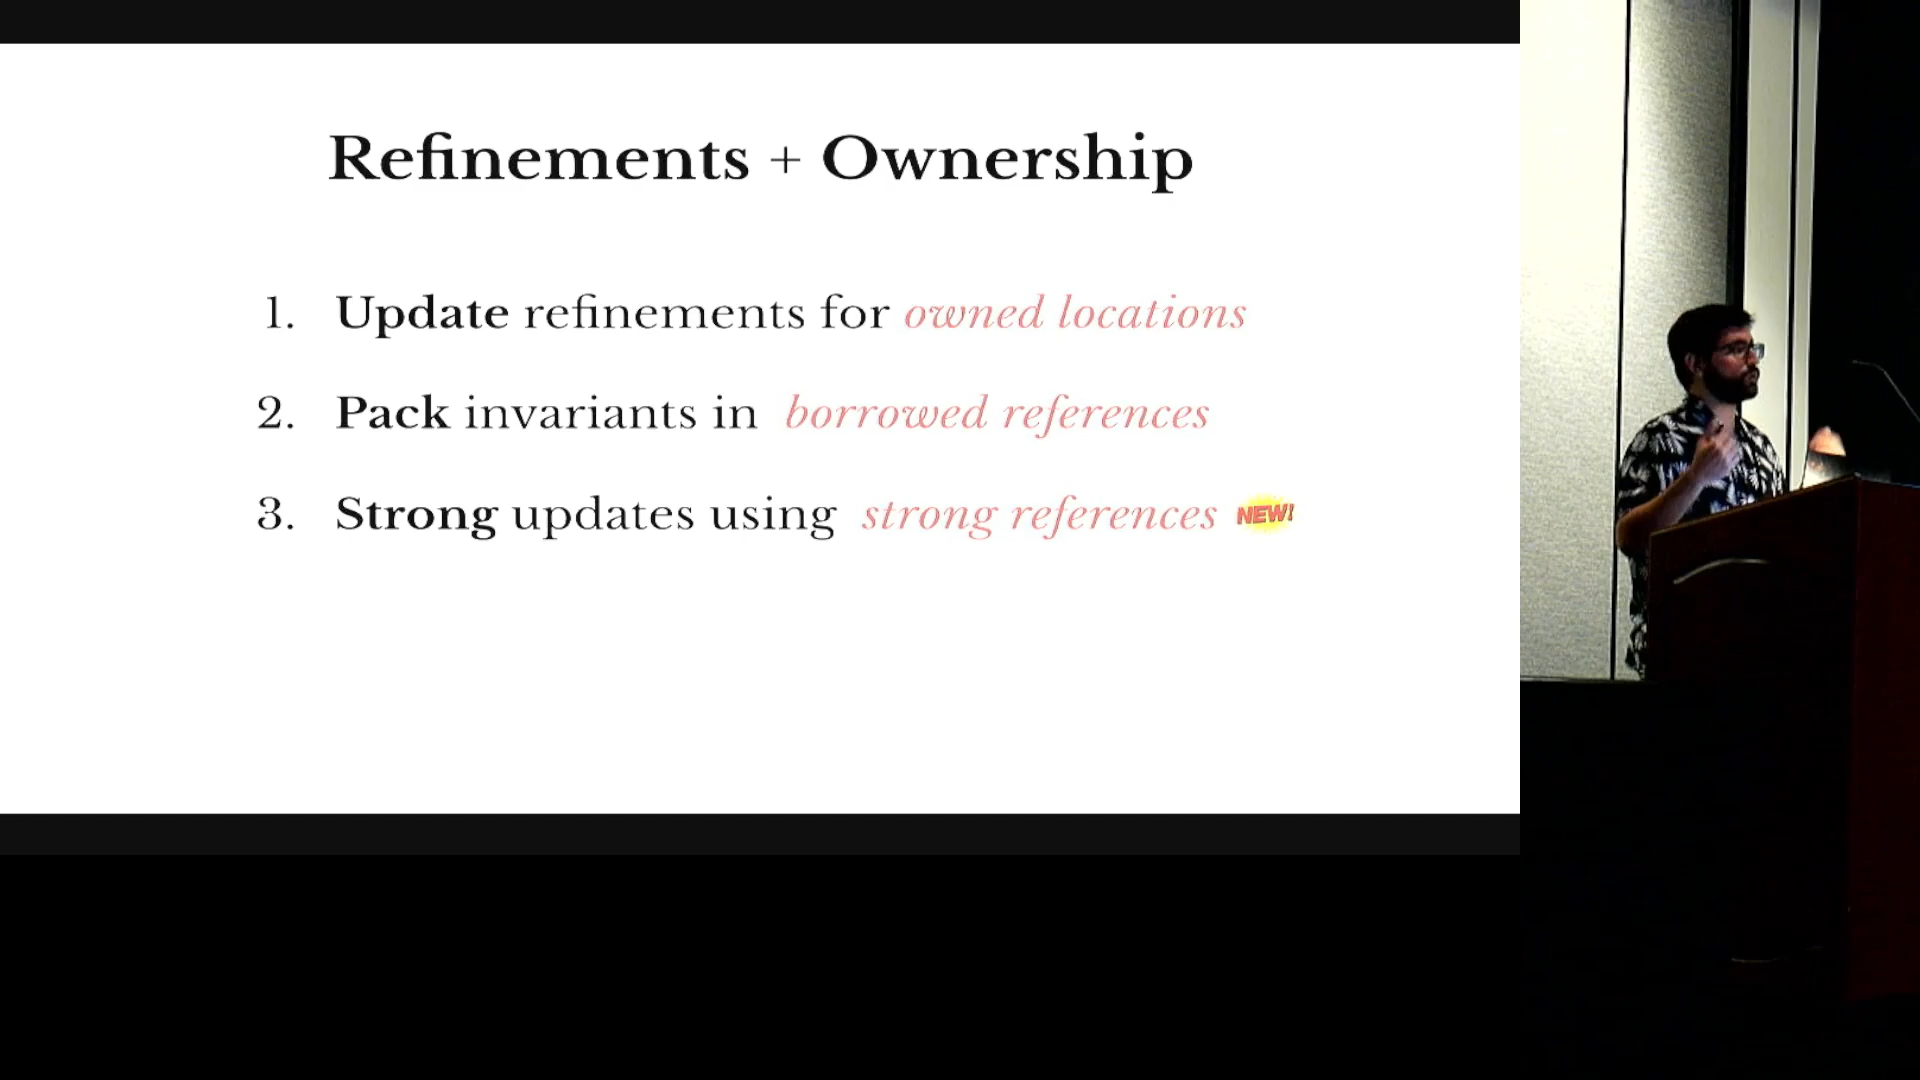 Refinements + Ownership
1. Update refinements for owned locations
2. Pack invariants in borrowed references
3. Strong updates using strong references NEW!